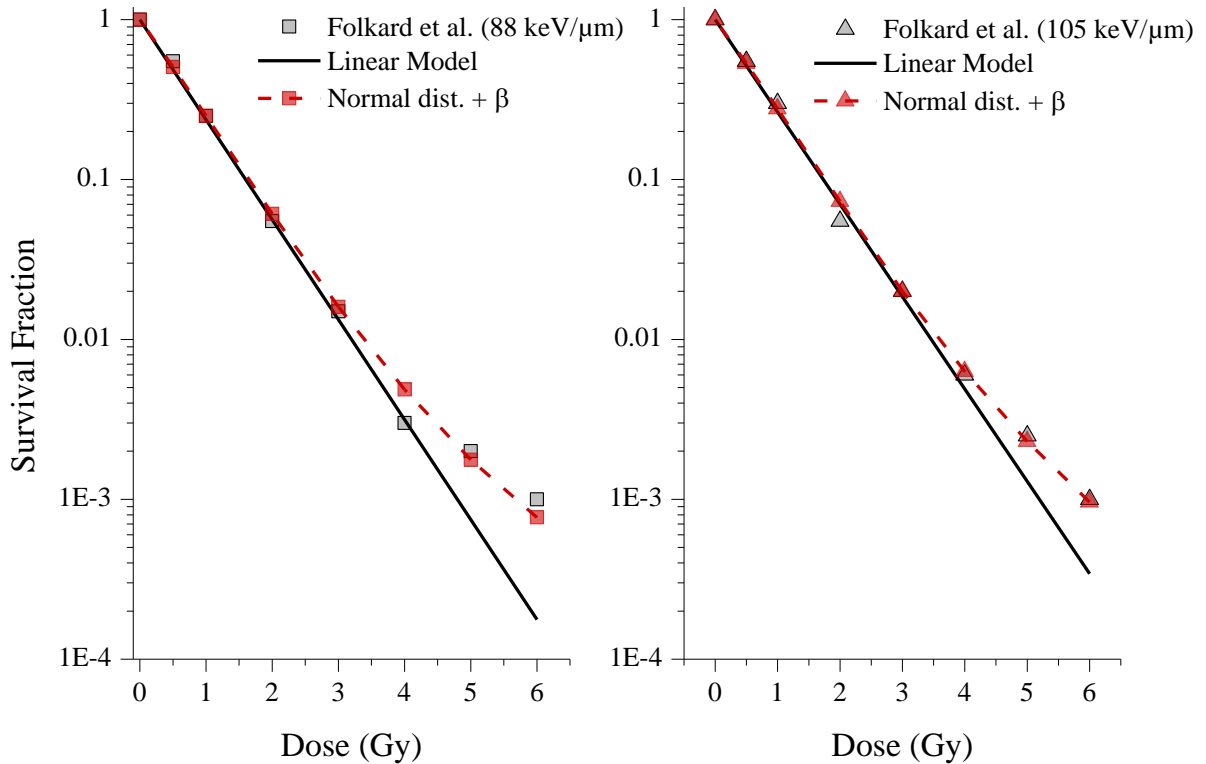 Survival Fraction
1
0.1
0.01
1E-3
1E-4
Folkard et al. (88 keV/μm)
Linear Model
Normal dist. + β
0 1 2 3 4 5 6
Dose (Gy)
1
0.1
0.01
1E-3
1E-4
Folkard et al. (105 keV/μm)
Linear Model
Normal dist. + β
0 1 2 3 4 5 6
Dose (Gy)